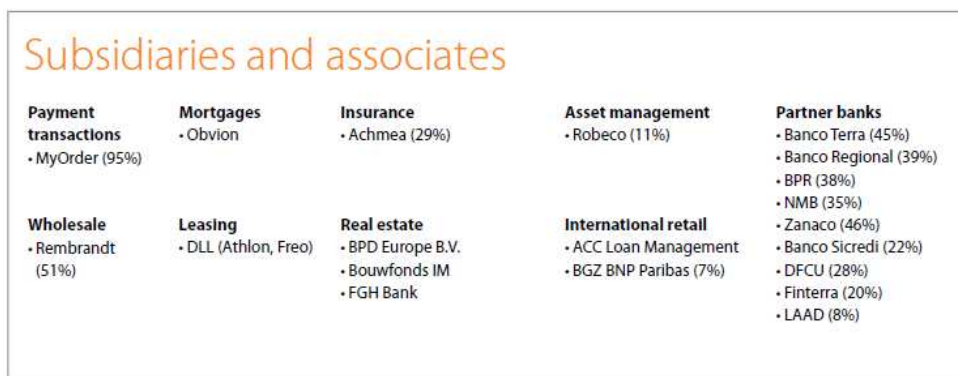 Subsidiaries and associates
Payment
transactions
• MyOrder (95%)
Mortgages
• Obvion
Insurance
• Achmea (29%)
Asset management
• Robeco (11%)
Partner banks
• Banco Terra (45%)
• Banco Regional (39%)
• BPR (38%)
• NMB (35%)
• Zanaco (46%)
• Banco Sicredi (22%)
• DFCU (28%)
• Finterra (20%)
• LAAD (8%)
Wholesale
• Rembrandt
(51%)
Leasing
• DLL (Athlon, Freo)
Real estate
• BPD Europe B.V.
• Bouwfonds IM
• FGH Bank
International retail
• ACC Loan Management
• BGZ BNP Paribas (7%)